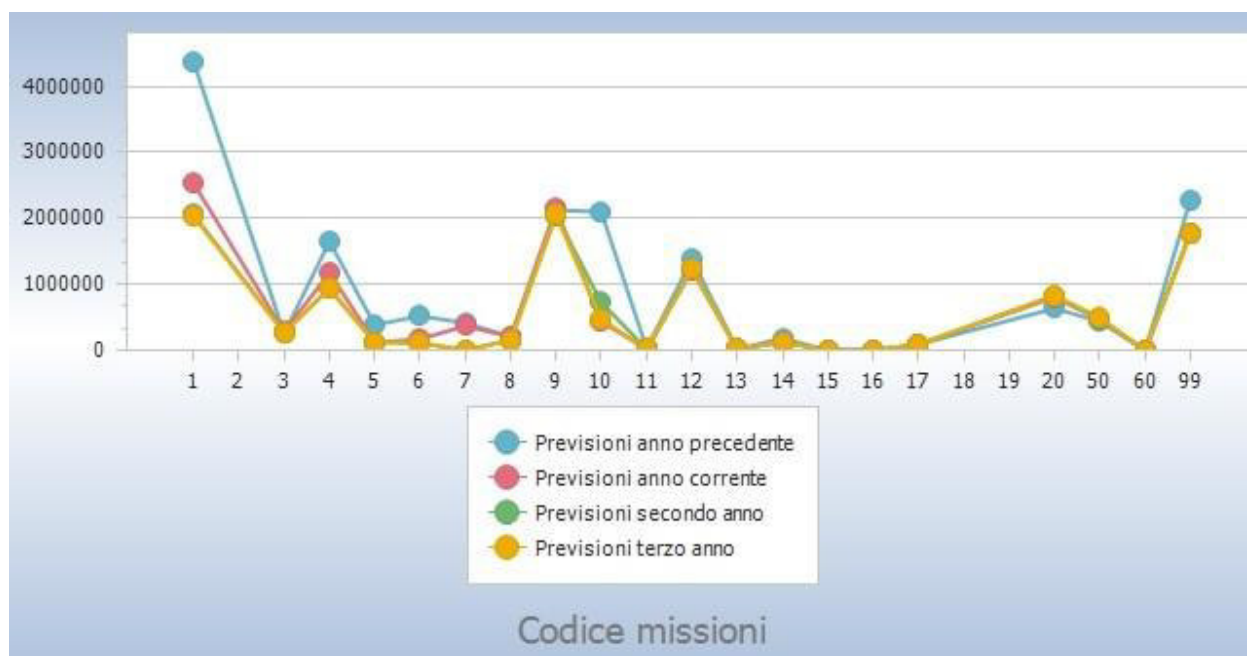 4000000
3000000
2000000
1000000
0
1 2 3 4 5 6 7 8 9 10 11 12 13 14 15 16 17 18 19 20 50 60 99
Previsioni anno precedente
Previsioni anno corrente
Previsioni secondo anno
Previsioni terzo anno
Codice missioni